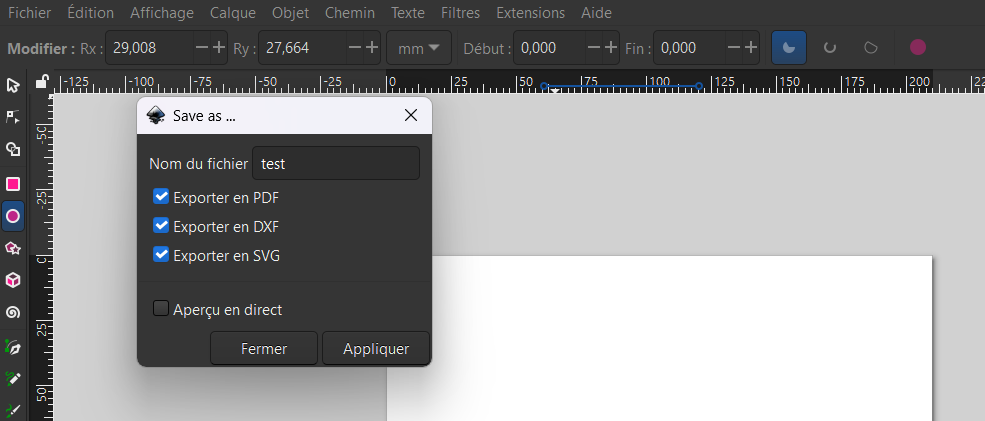 Fichier Édition Affichage Calque Objet Chemin Texte Filtres Extensions Aide
Modifier : Rx : 29,008 Ry : 27,664 mm Début : 0,000 Fin : 0,000
-125 -100 -75 -50 -25 0 25 50 75 100 125 150 175 200 22
-50
-25
0
25
50
Save as ...
Nom du fichier test
Exporter en PDF
Exporter en DXF
Exporter en SVG
Aperçu en direct
Fermer Appliquer